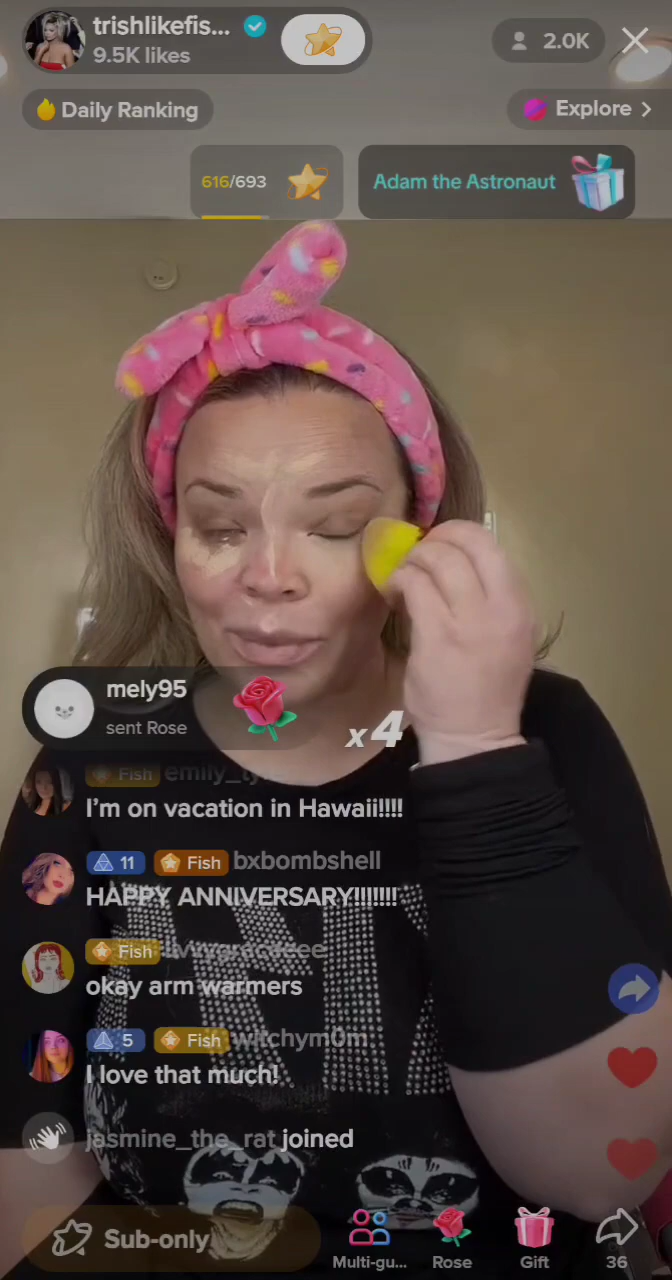 trishlikefis...
9.5K likes
2.0K
Daily Ranking
Explore >
616/693
Adam the Astronaut
mely95
sent Rose
x4
Fish
I'm on vacation in Hawaii!!!!
11 Fish bxbombshell
HAPPY ANNIVERSARY!!!!!!!
Fish
okay arm warmers
5 Fish witchym0m
I love that much!
jasmine_the_rat joined
Sub-only
Multi-gu...
Rose
Gift
36